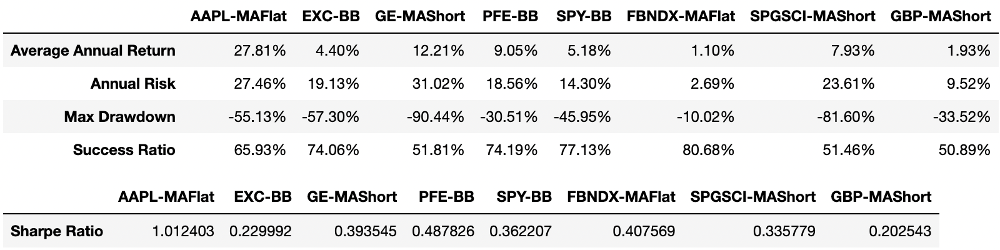 AAPL-MAFlat EXC-BB GE-MAShort PFE-BB SPY-BB FBNDX-MAFlat SPGSCI-MAShort GBP-MAShort
Average Annual Return 27.81% 4.40% 12.21% 9.05% 5.18% 1.10% 7.93% 1.93%
Annual Risk 27.46% 19.13% 31.02% 18.56% 14.30% 2.69% 23.61% 9.52%
Max Drawdown -55.13% -57.30% -90.44% -30.51% -45.95% -10.02% -81.60% -33.52%
Success Ratio 65.93% 74.06% 51.81% 74.19% 77.13% 80.68% 51.46% 50.89%
AAPL-MAFlat EXC-BB GE-MAShort PFE-BB SPY-BB FBNDX-MAFlat SPGSCI-MAShort GBP-MAShort
Sharpe Ratio 1.012403 0.229992 0.393545 0.487826 0.362207 0.407569 0.335779 0.202543